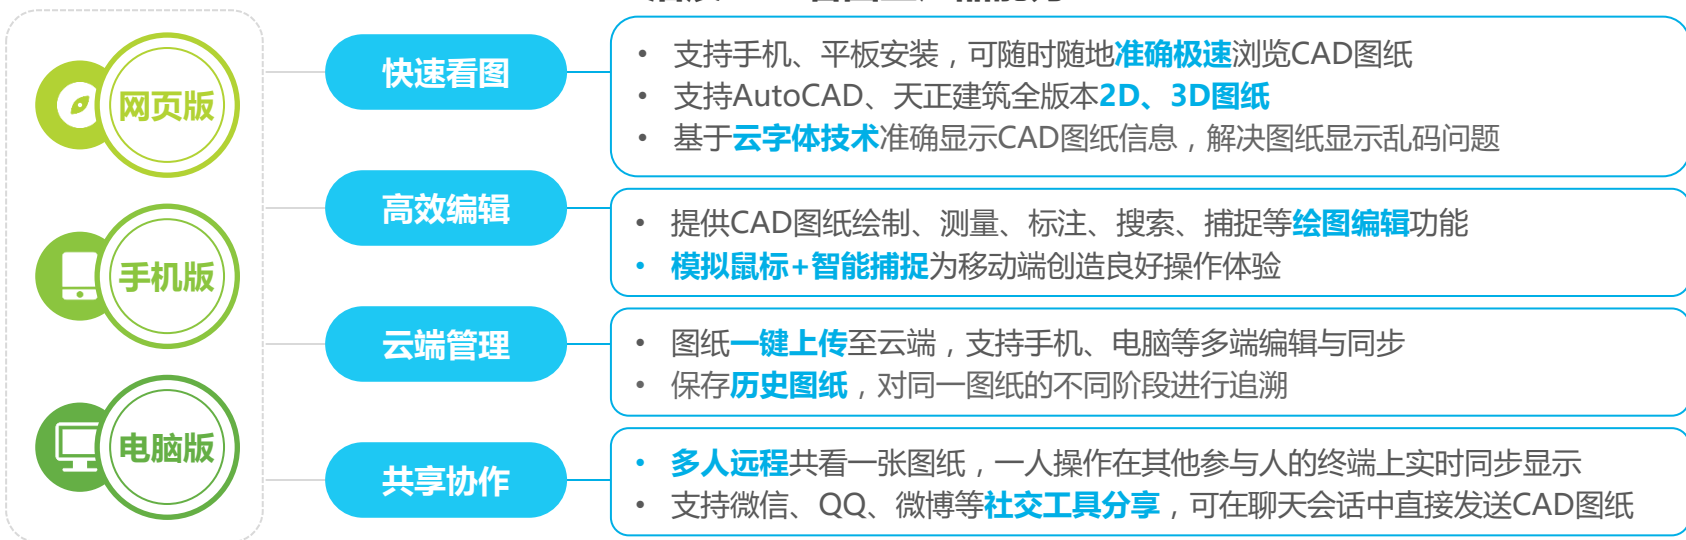 网页版
手机版
电脑版
快速看图
• 支持手机、平板安装，可随时随地准确极速浏览CAD图纸
• 支持AutoCAD、天正建筑全版本2D、3D图纸
• 基于云字体技术准确显示CAD图纸信息，解决图纸显示乱码问题
高效编辑
• 提供CAD图纸绘制、测量、标注、搜索、捕捉等绘图编辑功能
• 模拟鼠标+智能捕捉为移动端创造良好操作体验
云端管理
• 图纸一键上传至云端，支持手机、电脑等多端编辑与同步
• 保存历史图纸，对同一图纸的不同阶段进行追溯
共享协作
• 多人远程共看一张图纸，一人操作在其他参与人的终端上实时同步显示
• 支持微信、QQ、微博等社交工具分享，可在聊天会话中直接发送CAD图纸